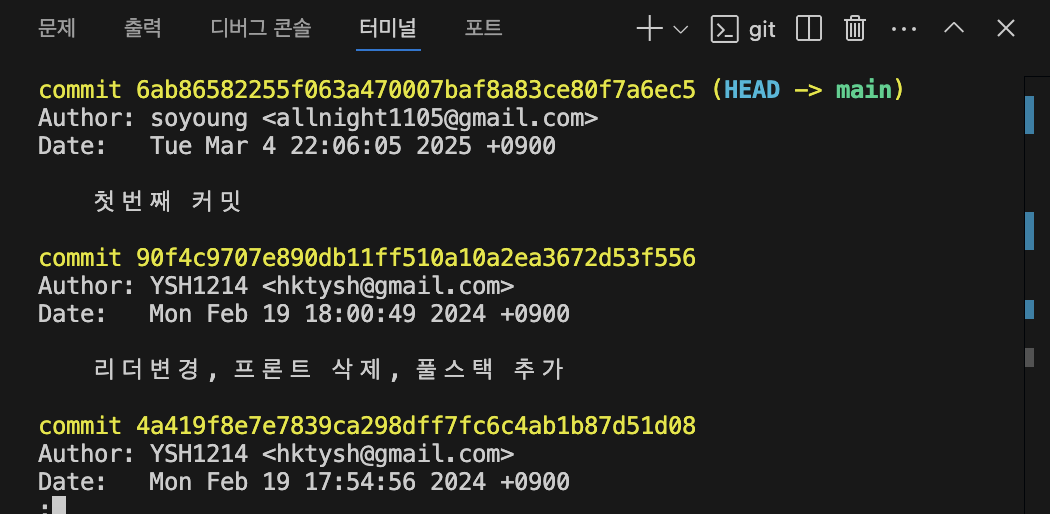 문제 출력 디버그 콘솔 터미널 포트 git
commit 6ab86582255f063a470007baf8a83ce80f7a6ec5 (HEAD -> main)
Author: soyoung <allnight1105@gmail.com>
Date:   Tue Mar 4 22:06:05 2025 +0900
첫번째 커밋
commit 90f4c9707e890db11ff510a10a2ea3672d53f556
Author: YSH1214 <hktysh@gmail.com>
Date:   Mon Feb 19 18:00:49 2024 +0900
리더변경, 프론트 삭제, 풀스택 추가
commit 4a419f8e7e7839ca298dff7fc6c4ab1b87d51d08
Author: YSH1214 <hktysh@gmail.com>
Date:   Mon Feb 19 17:54:56 2024 +0900
: